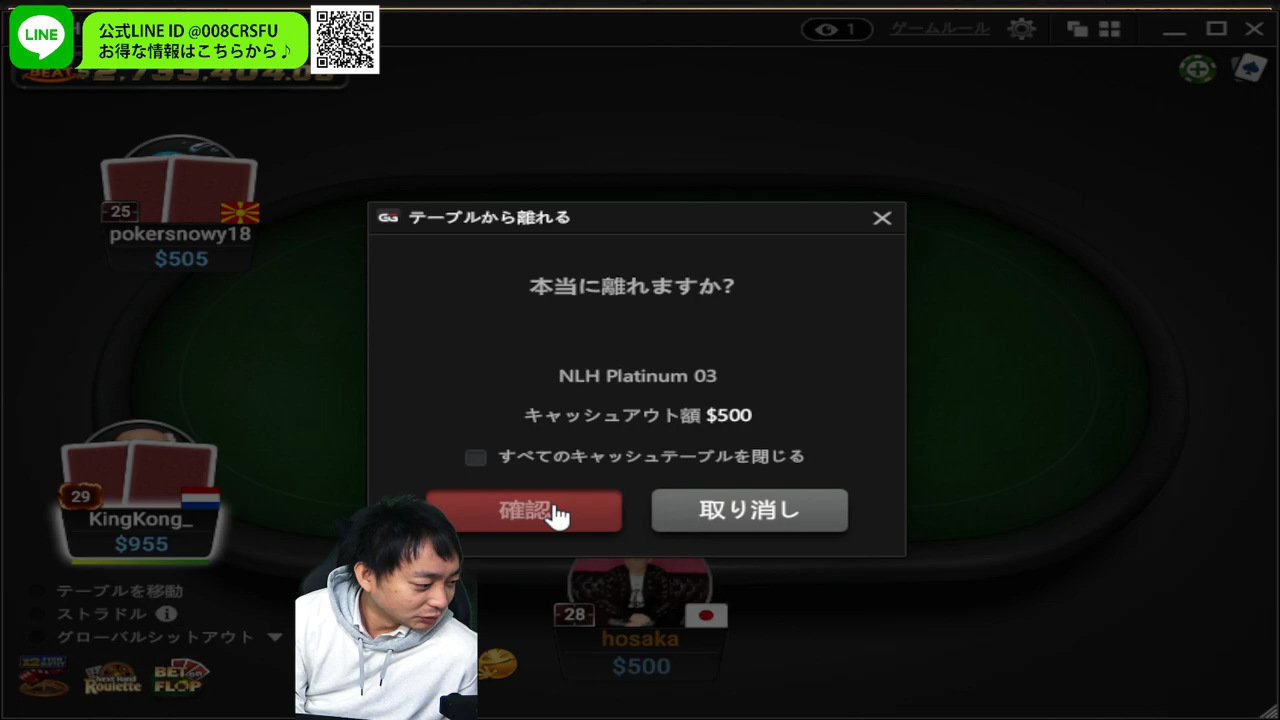 LINE
公式LINE ID @008CRSFU
お得な情報はこちらから♪
1
ゲームルール
25
pokersnowy18
$505
GG テーブルから離れる
本当に離れますか?
NLH Platinum 03
キャッシュアウト額 $500
すべてのキャッシュテーブルを閉じる
確認
取り消し
29
KingKong_
$955
テーブルを移動
ストラドル
グローバルシットアウト
28
hosaka
$500
Next Hand
Roulette
BET
FLOP